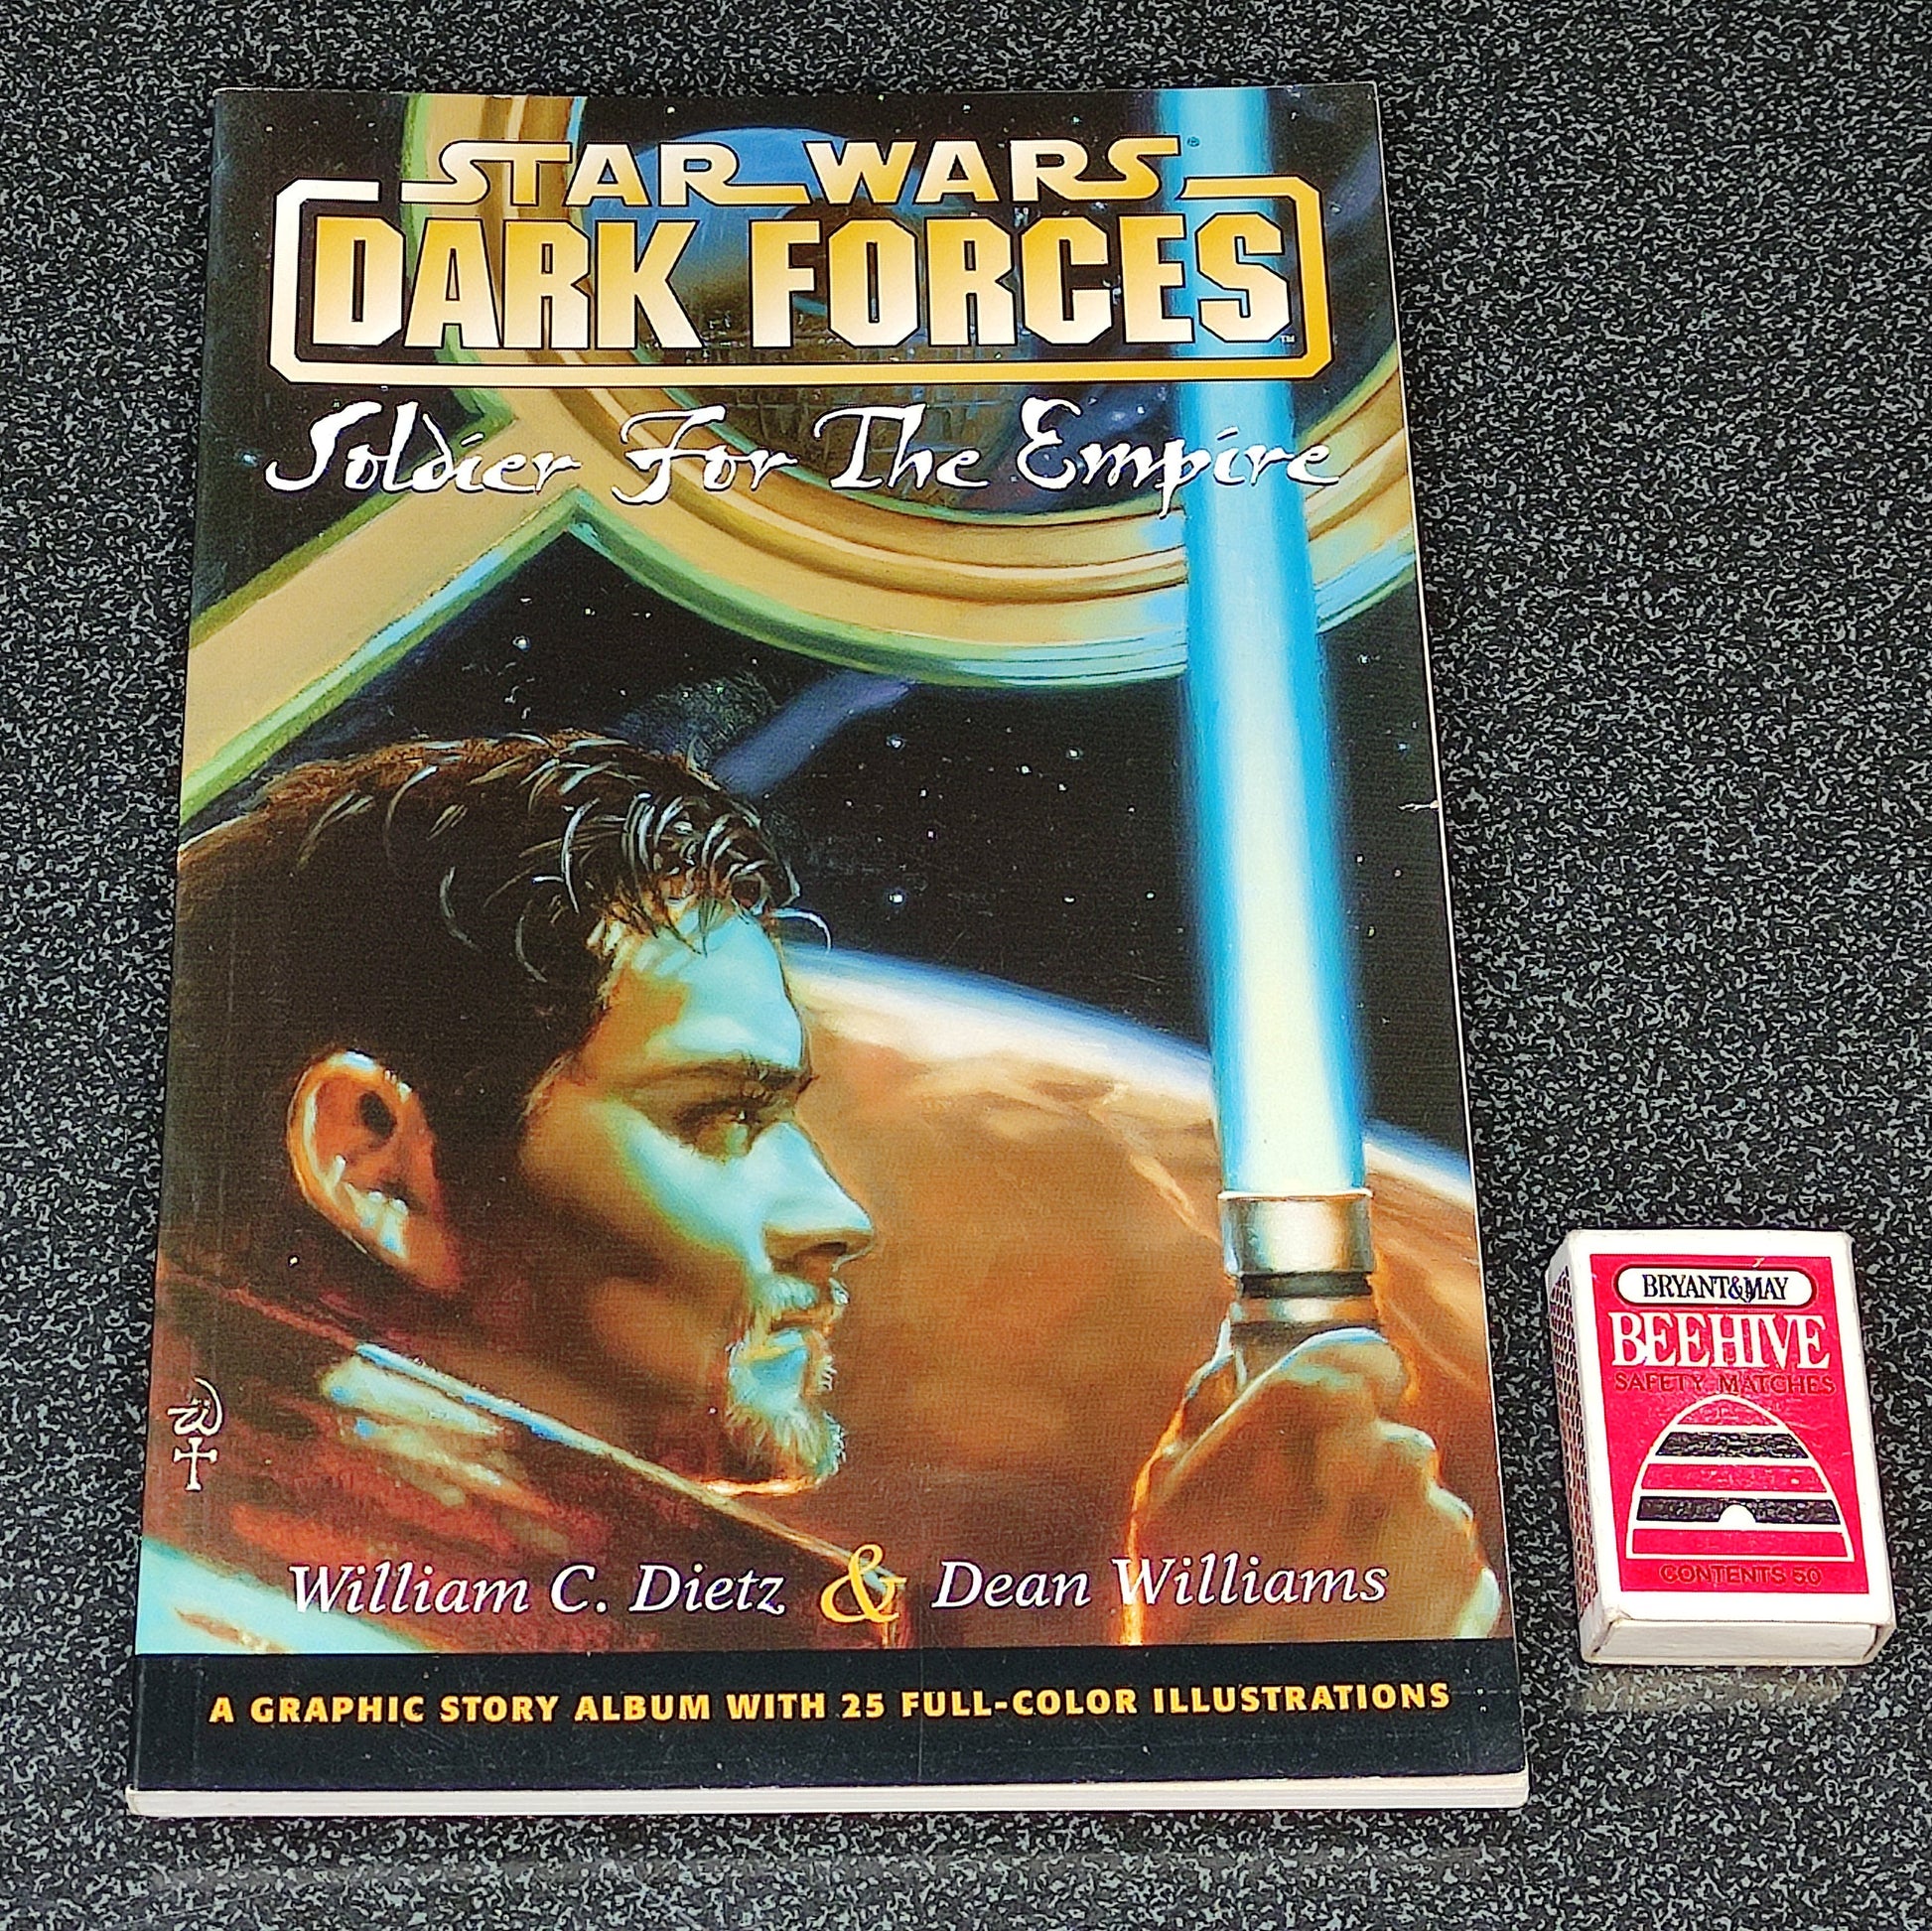 STAR WARS®
DARK FORCES™
Soldier For The Empire
William C. Dietz & Dean Williams
A GRAPHIC STORY ALBUM WITH 25 FULL-COLOR ILLUSTRATIONS
BRYANT&MAY
BEEHIVE
SAFETY MATCHES
CONTENTS 50